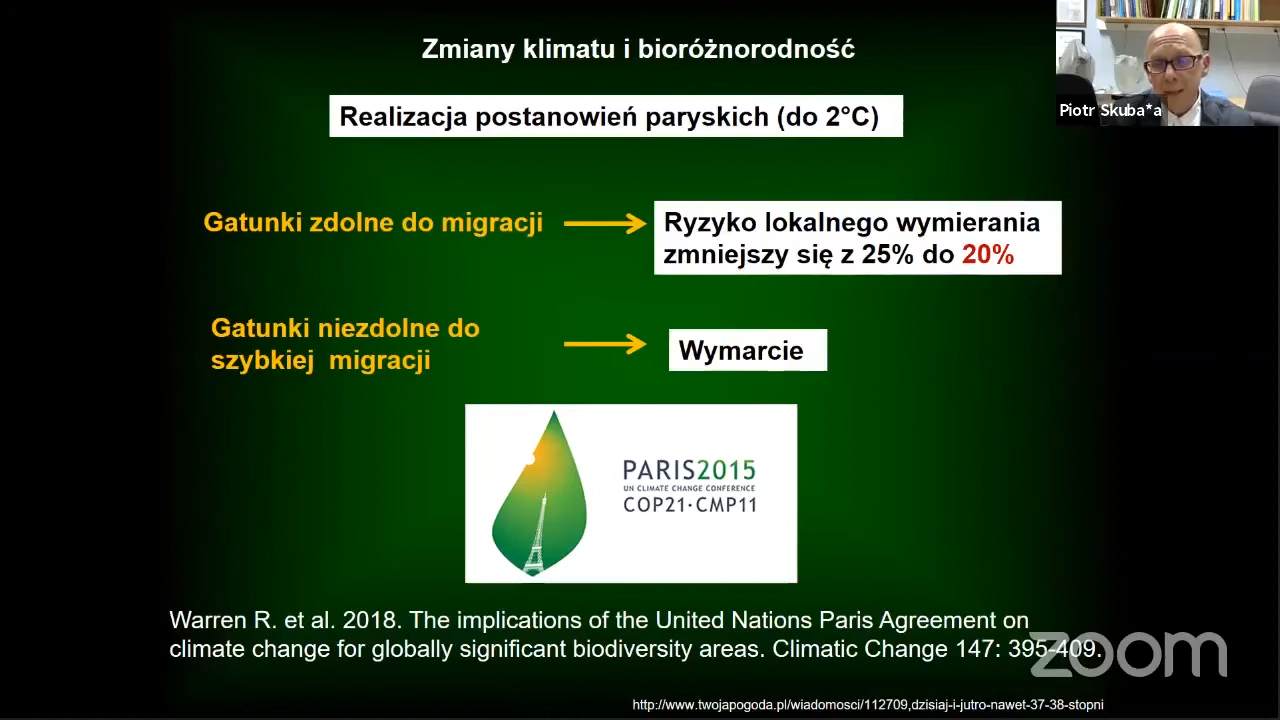 Zmiany klimatu i bioróżnorodność
Piotr Skuba*a
Realizacja postanowień paryskich (do 2°C)
Gatunki zdolne do migracji
Ryzyko lokalnego wymierania
zmniejszy się z 25% do 20%
Gatunki niezdolne do
szybkiej migracji
Wymarcie
PARIS2015
UN CLIMATE CHANGE CONFERENCE
COP21·CMP11
Warren R. et al. 2018. The implications of the United Nations Paris Agreement on
climate change for globally significant biodiversity areas. Climatic Change 147: 395-409.
zoom
http://www.twojapogoda.pl/wiadomosci/112709,dzisiaj-i-jutro-nawet-37-38-stopni